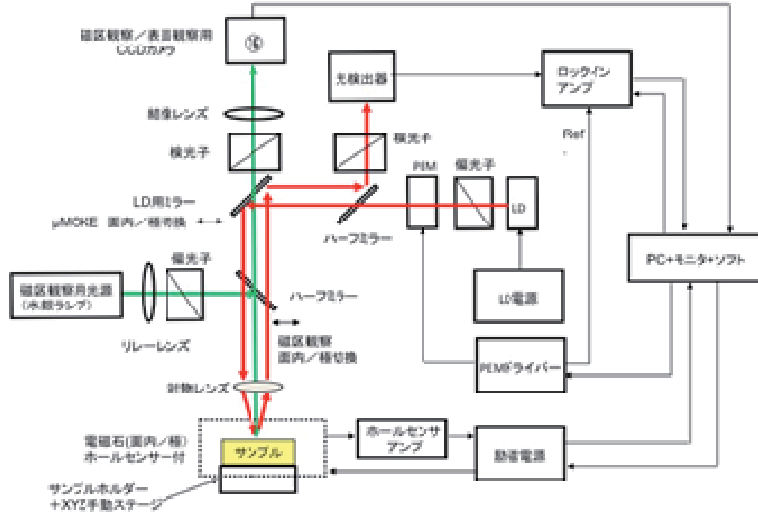 磁区観察/表面観察用
CCDカメラ
結像レンズ
検光子
光検出器
ロックイン
アンプ
検光子
Ref
PEM
偏光子
LD
LD用ミラー
μMOKE 面内/極切換
ハーフミラー
偏光子
磁区観察用光源
(水銀ランプ)
リレーレンズ
ハーフミラー
磁区観察
面内/極切換
LD電源
PC+モニタ+ソフト
PEMドライバー
対物レンズ
電磁石(面内/極)
ホールセンサー付
サンプル
ホールセンサ
アンプ
励磁電源
サンプルホルダー
+XYZ手動ステージ